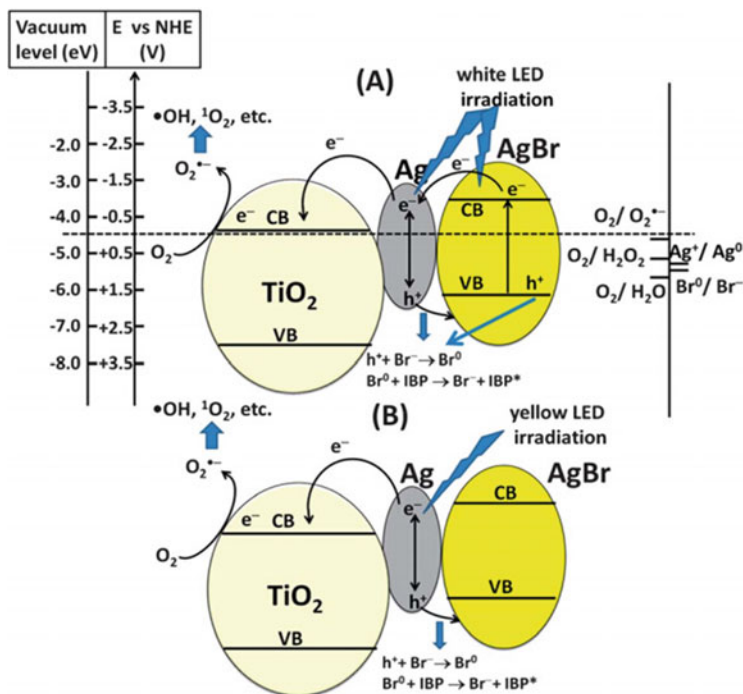 Vacuum level (eV)
E vs NHE (V)
(A)
white LED
irradiation
-3.5
•OH, ¹O₂, etc.
-2.0
-2.5
O₂•⁻
e⁻
Ag
AgBr
-3.0
-1.5
e⁻
e⁻
e⁻
-4.0
-0.5
e⁻
CB
CB
O₂/ O₂•⁻
-5.0
+0.5
O₂
O₂/ H₂O₂
Ag⁺/ Ag⁰
-6.0
+1.5
TiO₂
h⁺
VB
h⁺
O₂/ H₂O
Br⁰/ Br⁻
-7.0
+2.5
VB
-8.0
+3.5
h⁺+ Br⁻→ Br⁰
Br⁰+ IBP → Br⁻+ IBP*
•OH, ¹O₂, etc.
(B)
yellow LED
irradiation
O₂•⁻
e⁻
Ag
AgBr
e⁻
CB
e⁻
CB
O₂
TiO₂
h⁺
VB
VB
h⁺+ Br⁻→ Br⁰
Br⁰+ IBP → Br⁻+ IBP*